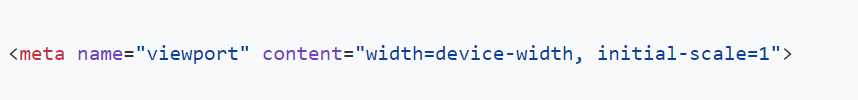 <meta name="viewport" content="width=device-width, initial-scale=1">